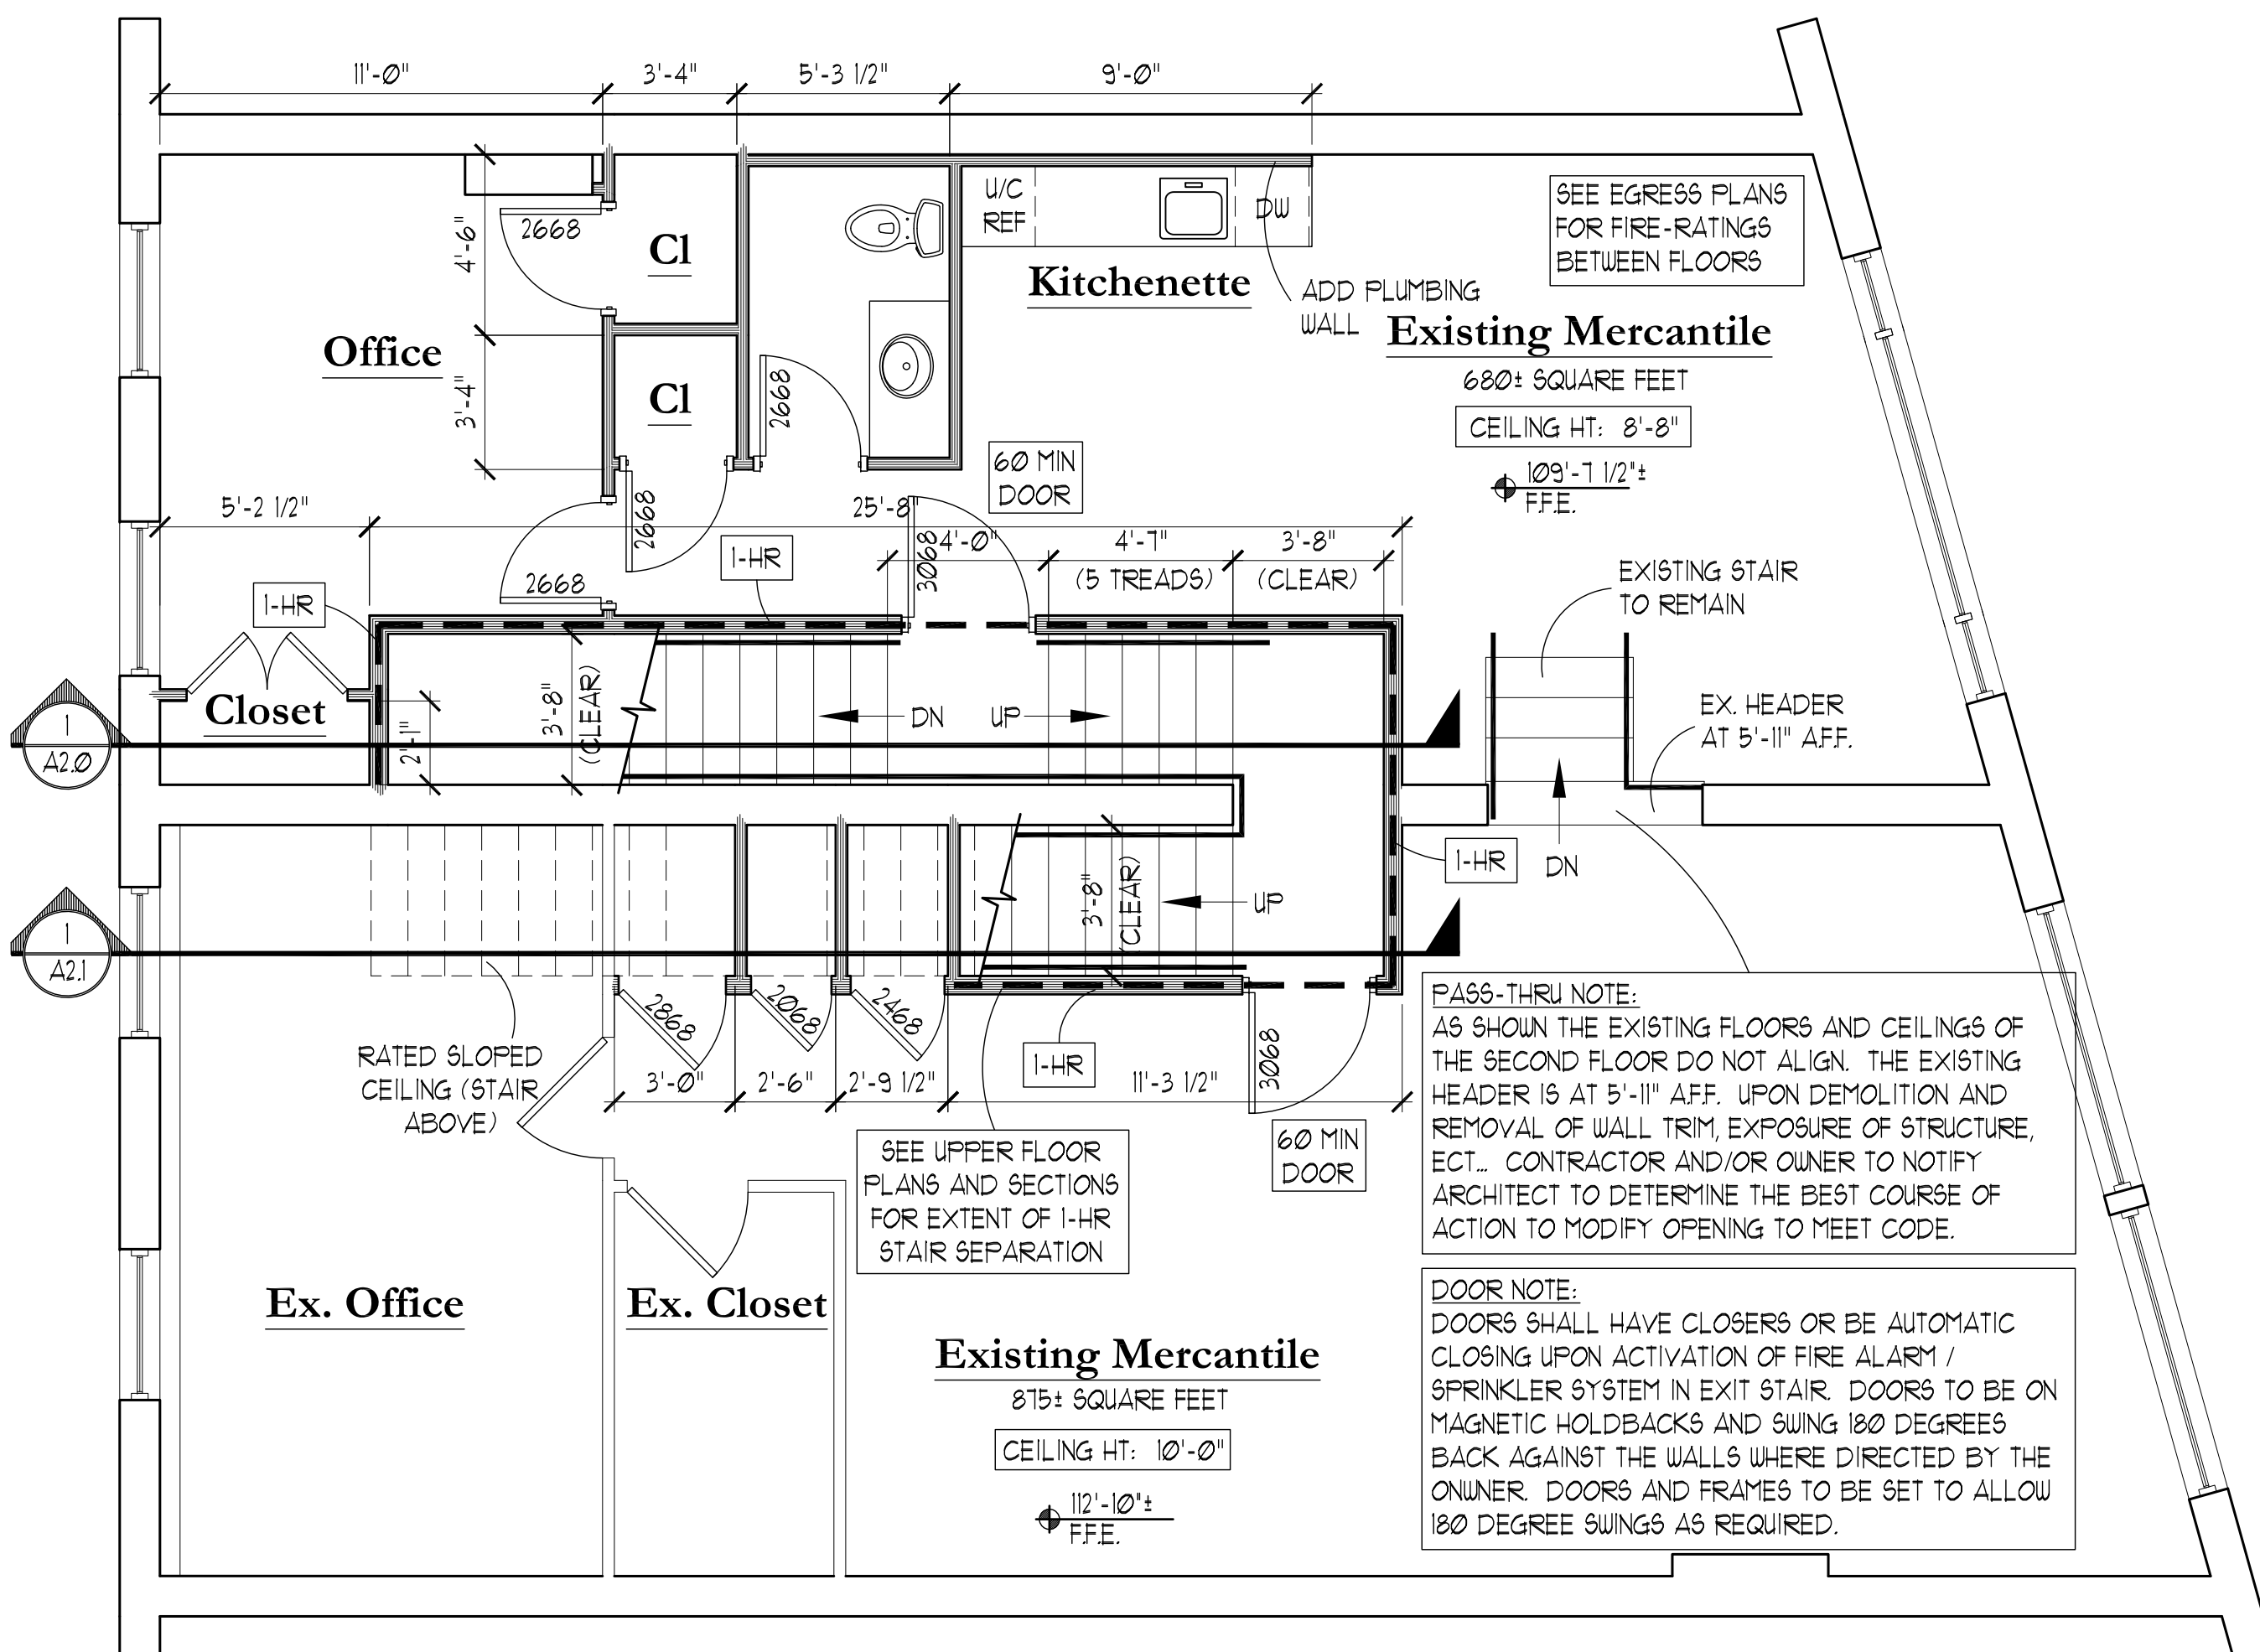 11'-0"
3'-4"
5'-3 1/2"
9'-0"
4'-6"
2668
Cl
U/C
REF
DW
SEE EGRESS PLANS
FOR FIRE-RATINGS
BETWEEN FLOORS
Kitchenette
ADD PLUMBING
WALL
Office
3'-4"
Cl
2668
Existing Mercantile
680± SQUARE FEET
CEILING HT: 8'-8"
109'-7 1/2"±
F.F.E.
60 MIN
DOOR
5'-2 1/2"
25'-8"
2668
2668
1-HR
3068
4'-0"
4'-7"
(5 TREADS)
3'-8"
(CLEAR)
EXISTING STAIR
TO REMAIN
1-HR
Closet
2'-1"
3'-8"
(CLEAR)
DN
UP
EX. HEADER
AT 5'-11" A.F.F.
1
A2.0
1-HR
DN
3'-8"
(CLEAR)
UP
1
A2.1
2868
2068
2468
RATED SLOPED
CEILING (STAIR
ABOVE)
3'-0"
2'-6"
2'-9 1/2"
1-HR
11'-3 1/2"
3068
60 MIN
DOOR
SEE UPPER FLOOR
PLANS AND SECTIONS
FOR EXTENT OF 1-HR
STAIR SEPARATION
PASS-THRU NOTE:
AS SHOWN THE EXISTING FLOORS AND CEILINGS OF
THE SECOND FLOOR DO NOT ALIGN. THE EXISTING
HEADER IS AT 5'-11" A.F.F. UPON DEMOLITION AND
REMOVAL OF WALL TRIM, EXPOSURE OF STRUCTURE,
ECT... CONTRACTOR AND/OR OWNER TO NOTIFY
ARCHITECT TO DETERMINE THE BEST COURSE OF
ACTION TO MODIFY OPENING TO MEET CODE.
Ex. Office
Ex. Closet
Existing Mercantile
875± SQUARE FEET
CEILING HT: 10'-0"
112'-10"±
F.F.E.
DOOR NOTE:
DOORS SHALL HAVE CLOSERS OR BE AUTOMATIC
CLOSING UPON ACTIVATION OF FIRE ALARM /
SPRINKLER SYSTEM IN EXIT STAIR. DOORS TO BE ON
MAGNETIC HOLDBACKS AND SWING 180 DEGREES
BACK AGAINST THE WALLS WHERE DIRECTED BY THE
ONWNER. DOORS AND FRAMES TO BE SET TO ALLOW
180 DEGREE SWINGS AS REQUIRED.